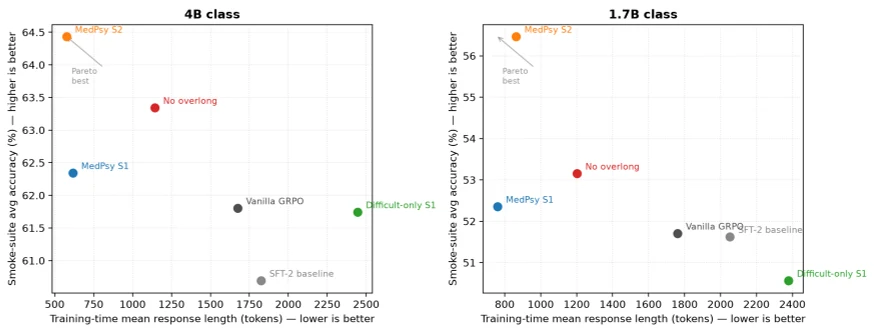 4B class
Smoke-suite avg accuracy (%) — higher is better
64.5
64.0
63.5
63.0
62.5
62.0
61.5
61.0
MedPsy S2
Pareto
best
No overlong
MedPsy S1
Vanilla GRPO
Difficult-only S1
SFT-2 baseline
500 750 1000 1250 1500 1750 2000 2250 2500
Training-time mean response length (tokens) — lower is better
1.7B class
Smoke-suite avg accuracy (%) — higher is better
56
55
54
53
52
51
MedPsy S2
Pareto
best
No overlong
MedPsy S1
Vanilla GRPO
SFT-2 baseline
Difficult-only S1
800 1000 1200 1400 1600 1800 2000 2200 2400
Training-time mean response length (tokens) — lower is better